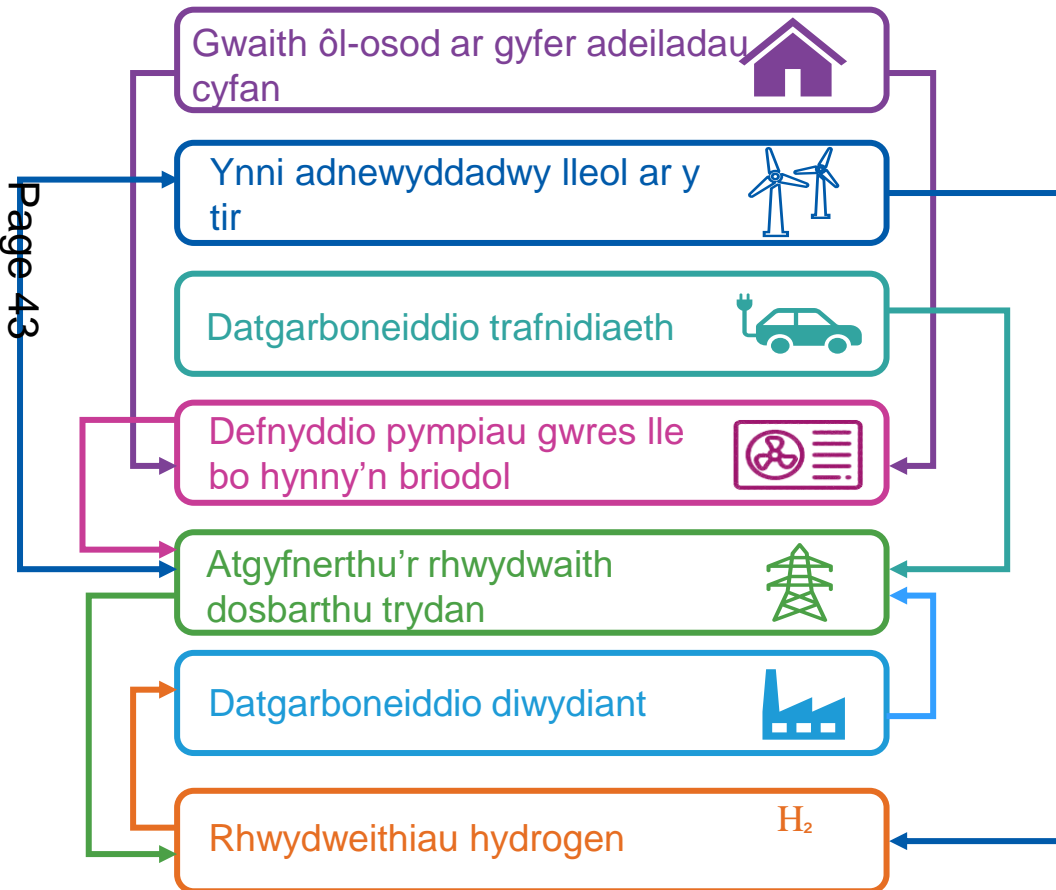 Gwaith ôl-osod ar gyfer adeiladau
cyfan
Ynni adnewyddadwy lleol ar y
tir
Datgarboneiddio trafnidiaeth
Defnyddio pympiau gwres lle
bo hynny’n briodol
Atgyfnerthu’r rhwydwaith
dosbarthu trydan
Datgarboneiddio diwydiant
Rhwydweithiau hydrogen
H₂
Page 43